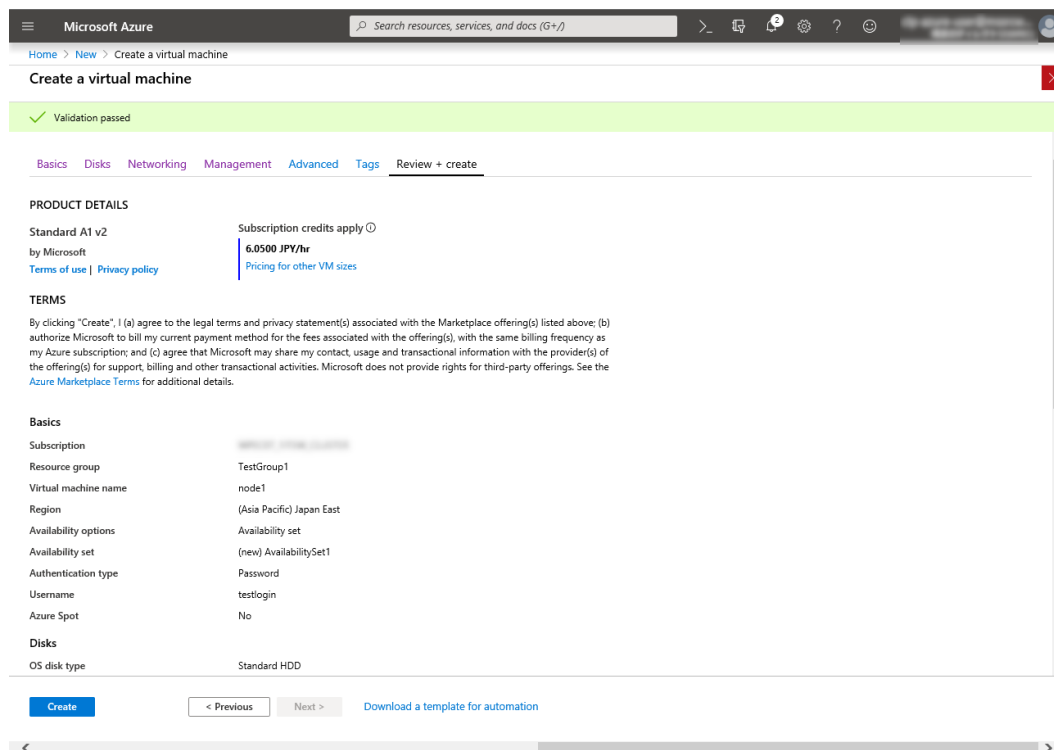 Microsoft Azure
Search resources, services, and docs (G+/)
2
Home > New > Create a virtual machine
Create a virtual machine
Validation passed
Basics Disks Networking Management Advanced Tags Review + create
PRODUCT DETAILS
Standard A1 v2
by Microsoft
Terms of use | Privacy policy
Subscription credits apply
6.0500 JPY/hr
Pricing for other VM sizes
TERMS
By clicking "Create", I (a) agree to the legal terms and privacy statement(s) associated with the Marketplace offering(s) listed above; (b)
authorize Microsoft to bill my current payment method for the fees associated with the offering(s), with the same billing frequency as
my Azure subscription; and (c) agree that Microsoft may share my contact, usage and transactional information with the provider(s) of
the offering(s) for support, billing and other transactional activities. Microsoft does not provide rights for third-party offerings. See the
Azure Marketplace Terms for additional details.
Basics
Subscription
Resource group TestGroup1
Virtual machine name node1
Region (Asia Pacific) Japan East
Availability options Availability set
Availability set (new) AvailabilitySet1
Authentication type Password
Username testlogin
Azure Spot No
Disks
OS disk type Standard HDD
Create < Previous Next > Download a template for automation